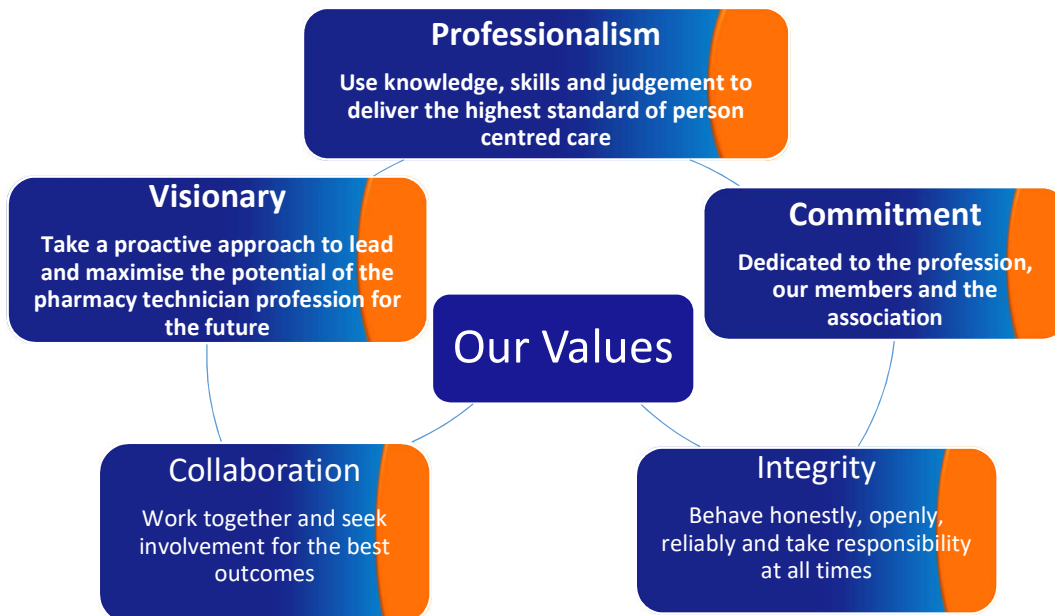 Professionalism
Use knowledge, skills and judgement to
deliver the highest standard of person
centred care
Visionary
Take a proactive approach to lead
and maximise the potential of the
pharmacy technician profession for
the future
Commitment
Dedicated to the profession,
our members and the
association
Our Values
Collaboration
Work together and seek
involvement for the best
outcomes
Integrity
Behave honestly, openly,
reliably and take responsibility
at all times